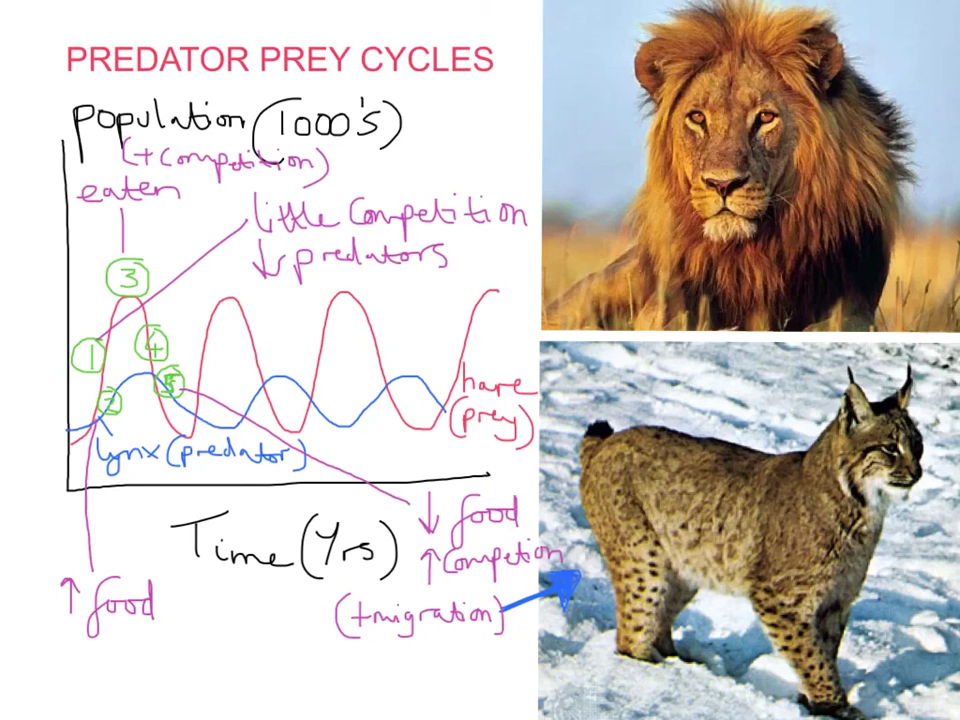 PREDATOR PREY CYCLES
population (1000's)
(+competition)
eaten
little competition
↓ predators
3
1
4
2
5
hare
(prey)
lynx (predator)
Time (Yrs)
↓ food
↑ Competion
(+migration)
↑ food